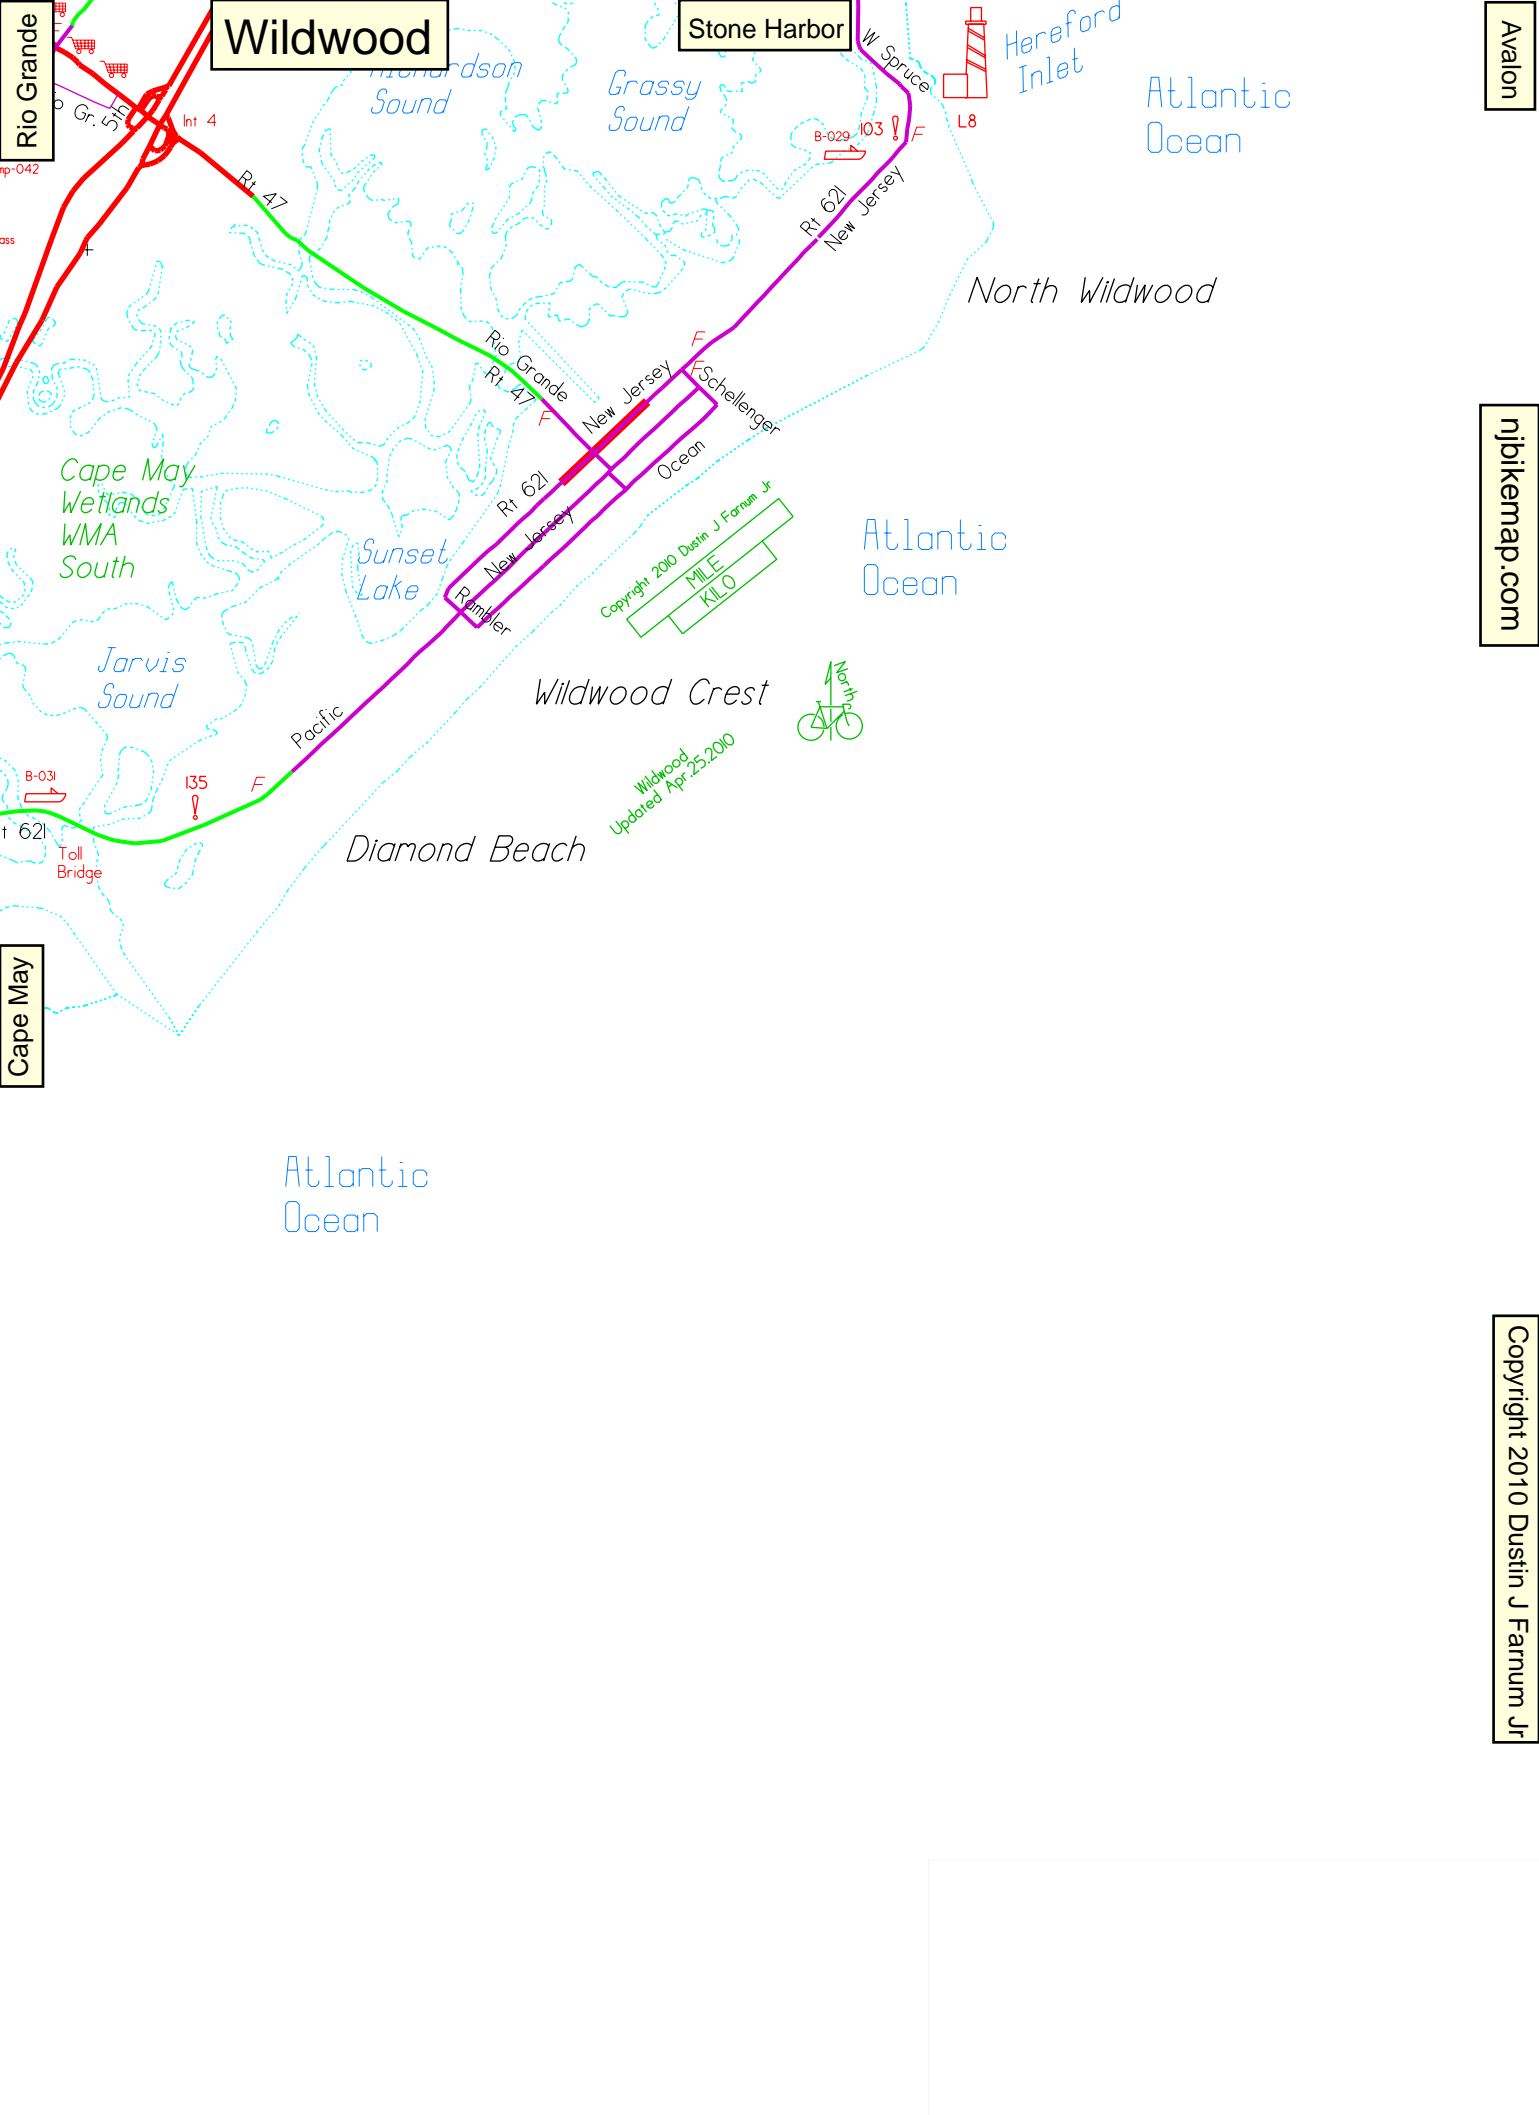 Rio Grande
Wildwood
Stone Harbor
Avalon
Sound
Grassy
Sound
W Spruce
Hereford
Inlet
Atlantic
Ocean
L8
103
F
B-029
Gr. 5th
Int 4
mp-042
Rt 47
Rt 621
New Jersey
ass
North Wildwood
Rio Grande
Rt 47
F
F
F
New Jersey
Schellenger
Ocean
njbikemap.com
Cape May
Wetlands
WMA
South
Rt 621
New Jersey
Sunset
Lake
Rambler
Copyright 2010 Dustin J Farnum Jr
MILE
KILO
Atlantic
Ocean
Jarvis
Sound
Wildwood Crest
North
Pacific
Wildwood
Updated Apr.25.2010
B-031
135
F
t 621
Toll
Bridge
Diamond Beach
Cape May
Atlantic
Ocean
Copyright 2010 Dustin J Farnum Jr